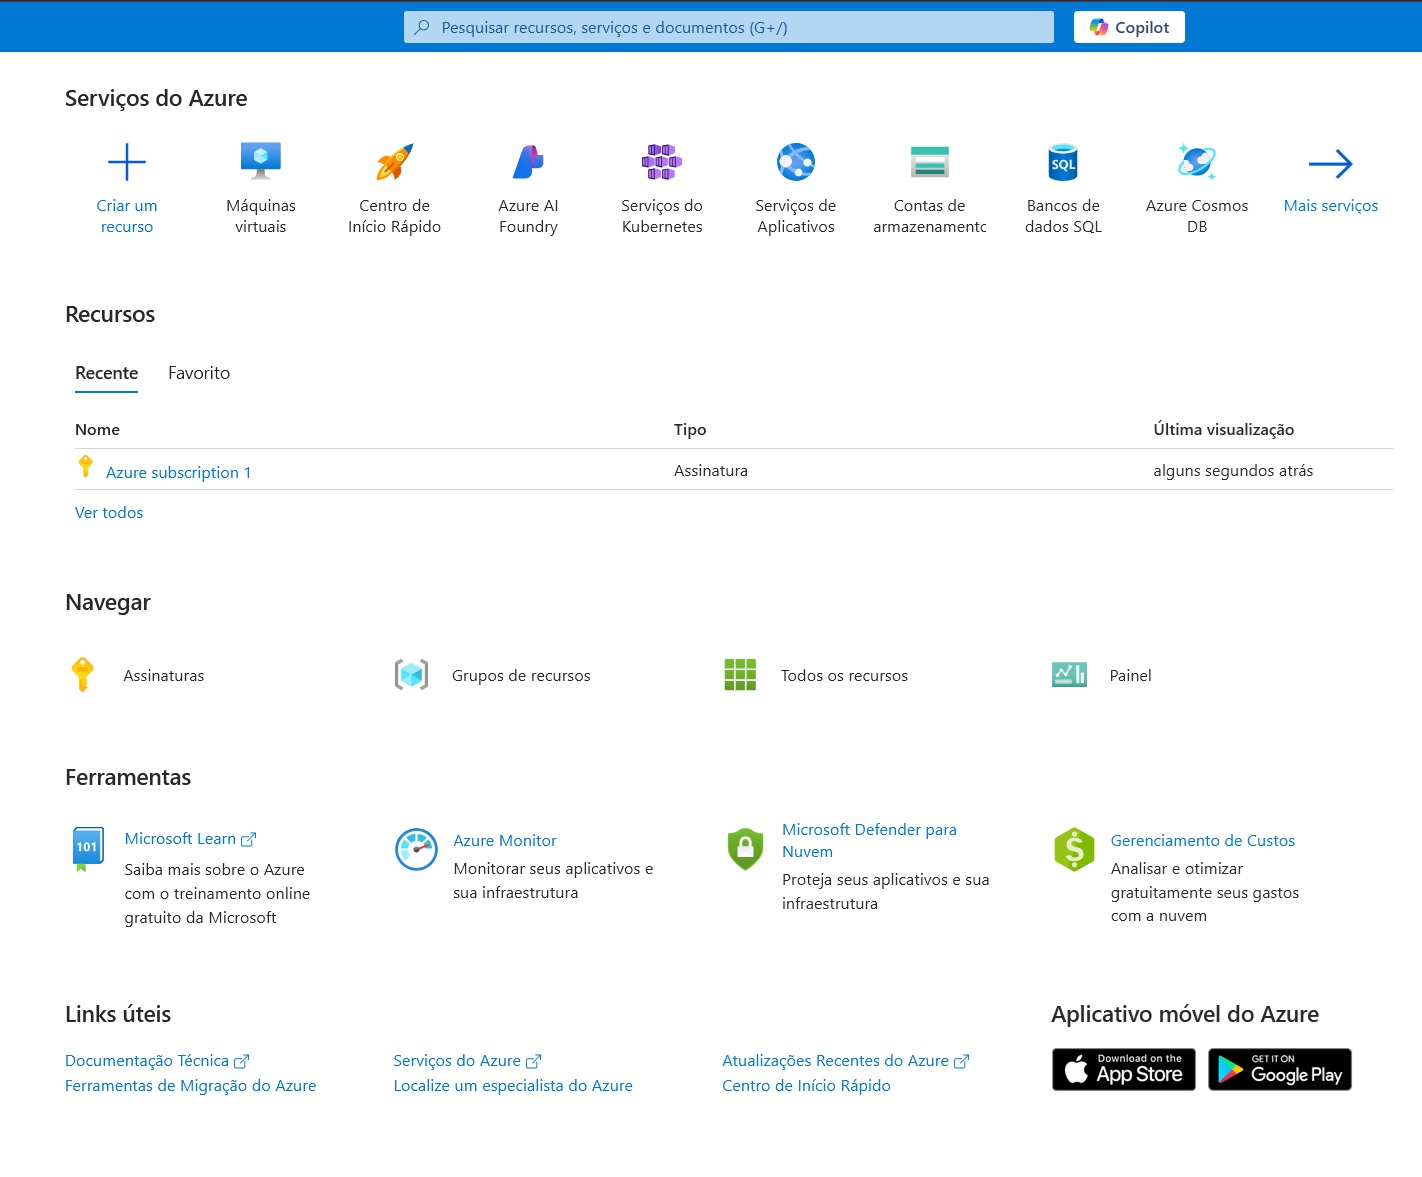 Pesquisar recursos, serviços e documentos (G+/)
Copilot
Serviços do Azure
Criar um
recurso
Máquinas
virtuais
Centro de
Início Rápido
Azure AI
Foundry
Serviços do
Kubernetes
Serviços de
Aplicativos
Contas de
armazenamento
SQL
Bancos de
dados SQL
Azure Cosmos
DB
Mais serviços
Recursos
Recente
Favorito
Nome
Tipo
Última visualização
Azure subscription 1
Assinatura
alguns segundos atrás
Ver todos
Navegar
Assinaturas
Grupos de recursos
Todos os recursos
Painel
Ferramentas
101
Microsoft Learn
Saiba mais sobre o Azure
com o treinamento online
gratuito da Microsoft
Azure Monitor
Monitorar seus aplicativos e
sua infraestrutura
Microsoft Defender para
Nuvem
Proteja seus aplicativos e sua
infraestrutura
$
Gerenciamento de Custos
Analisar e otimizar
gratuitamente seus gastos
com a nuvem
Links úteis
Documentação Técnica
Ferramentas de Migração do Azure
Serviços do Azure
Localize um especialista do Azure
Atualizações Recentes do Azure
Centro de Início Rápido
Aplicativo móvel do Azure
Download on the
App Store
GET IT ON
Google Play